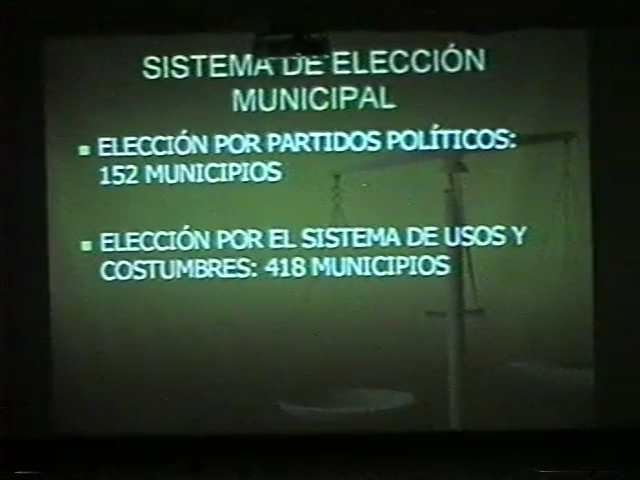 SISTEMA DE ELECCIÓN
MUNICIPAL
ELECCIÓN POR PARTIDOS POLÍTICOS:
152 MUNICIPIOS
ELECCIÓN POR EL SISTEMA DE USOS Y
COSTUMBRES: 418 MUNICIPIOS